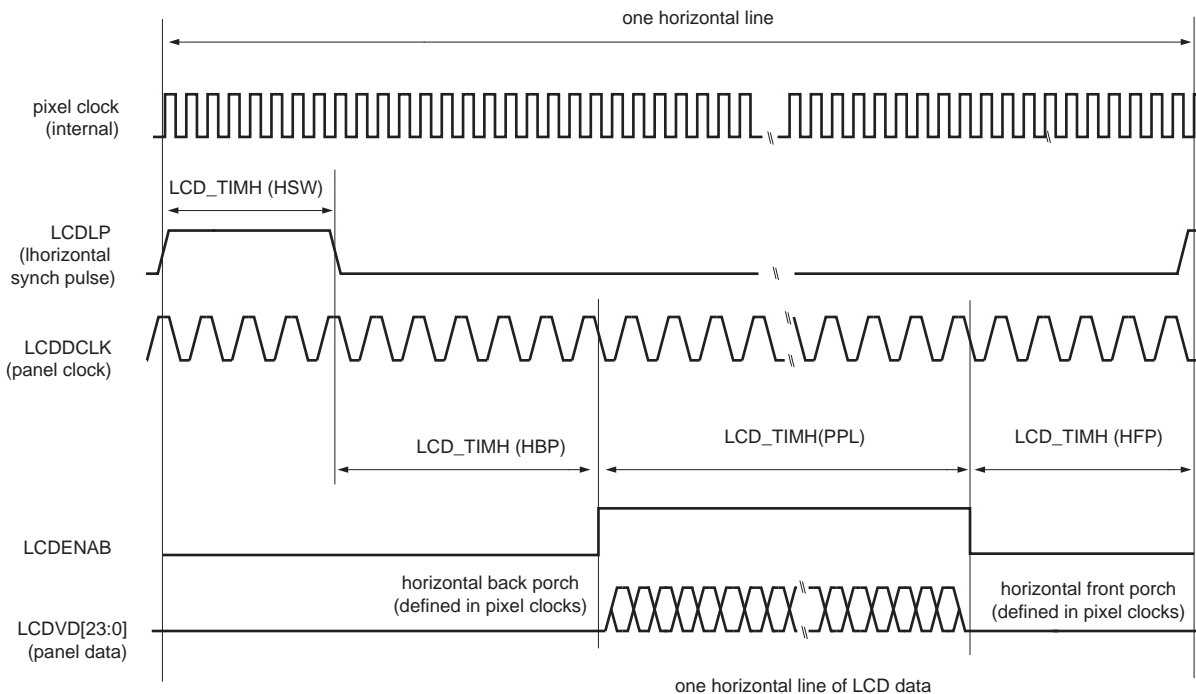 one horizontal line
pixel clock
(internal)
LCD_TIMH (HSW)
LCDLP
(lhorizontal
synch pulse)
LCDDCLK
(panel clock)
LCD_TIMH (HBP)
LCD_TIMH(PPL)
LCD_TIMH (HFP)
LCDENAB
horizontal back porch
(defined in pixel clocks)
horizontal front porch
(defined in pixel clocks)
LCDVD[23:0]
(panel data)
one horizontal line of LCD data